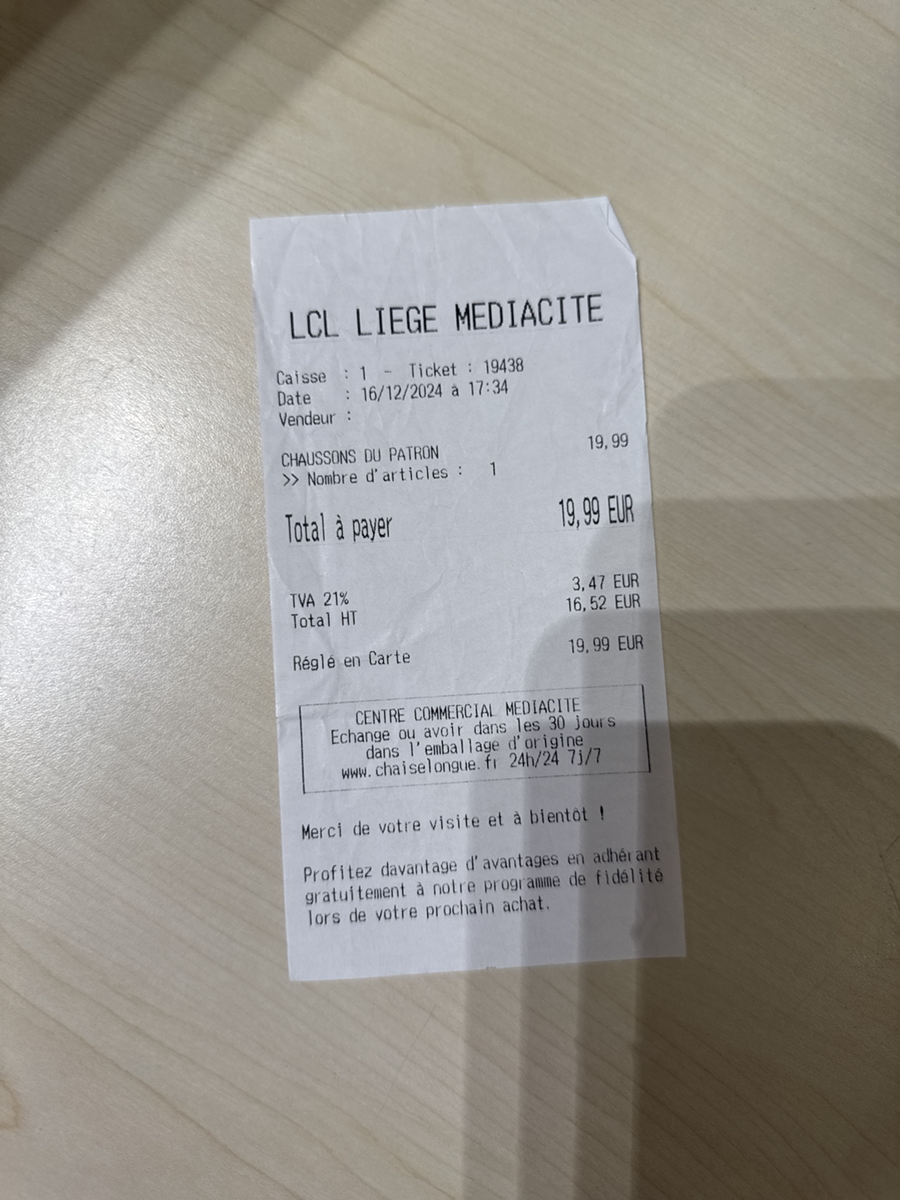 LCL LIEGE MEDIACITE
Caisse : 1 - Ticket : 19438
Date : 16/12/2024 à 17:34
Vendeur :
CHAUSSONS DU PATRON 19,99
>> Nombre d'articles : 1
Total à payer 19,99 EUR
TVA 21% 3,47 EUR
Total HT 16,52 EUR
Réglé en Carte 19,99 EUR
CENTRE COMMERCIAL MEDIACITE
Echange ou avoir dans les 30 jours
dans l'emballage d'origine
www.chaiselongue.fr 24h/24 7j/7
Merci de votre visite et à bientôt !
Profitez davantage d'avantages en adhérant
gratuitement à notre programme de fidélité
lors de votre prochain achat.